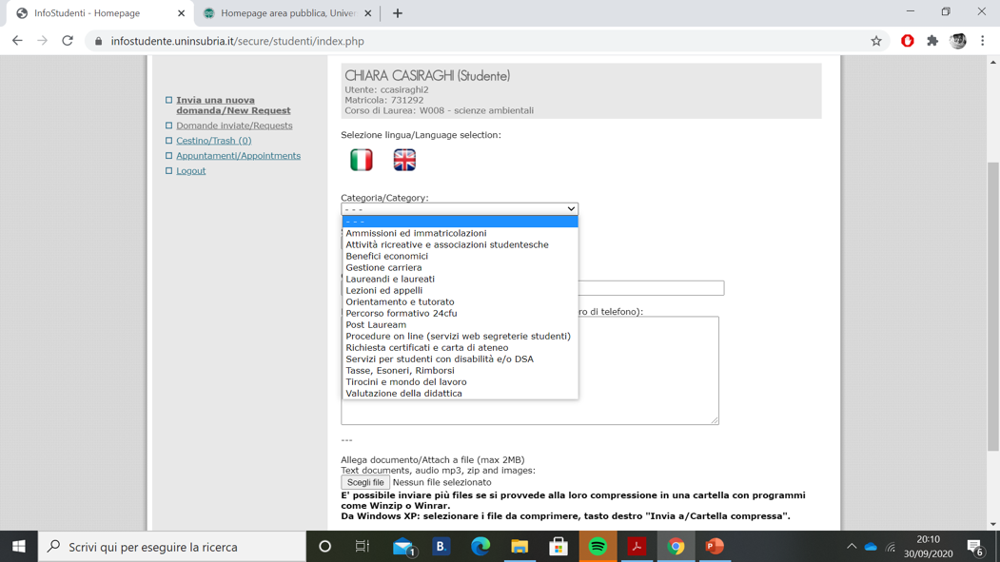 InfoStudenti - Homepage
Homepage area pubblica, Univer
infostudente.uninsubria.it/secure/studenti/index.php
Invia una nuova
domanda/New Request
Domande inviate/Requests
Cestino/Trash (0)
Appuntamenti/Appointments
Logout
CHIARA CASIRAGHI (Studente)
Utente: ccasiraghi2
Matricola: 731292
Corso di Laurea: W008 - scienze ambientali
Selezione lingua/Language selection:
Categoria/Category:
- - -
- - -
Ammissioni ed immatricolazioni
Attività ricreative e associazioni studentesche
Benefici economici
Gestione carriera
Laureandi e laureati
Lezioni ed appelli
Orientamento e tutorato
Percorso formativo 24cfu
ro di telefono):
Post Lauream
Procedure on line (servizi web segreterie studenti)
Richiesta certificati e carta di ateneo
Servizi per studenti con disabilità e/o DSA
Tasse, Esoneri, Rimborsi
Tirocini e mondo del lavoro
Valutazione della didattica
---
Allega documento/Attach a file (max 2MB)
Text documents, audio mp3, zip and images:
Scegli file Nessun file selezionato
E' possibile inviare più files se si provvede alla loro compressione in una cartella con programmi
come Winzip o Winrar.
Da Windows XP: selezionare i file da comprimere, tasto destro "Invia a/Cartella compressa".
Scrivi qui per eseguire la ricerca
1
B.
20:10
30/09/2020
6